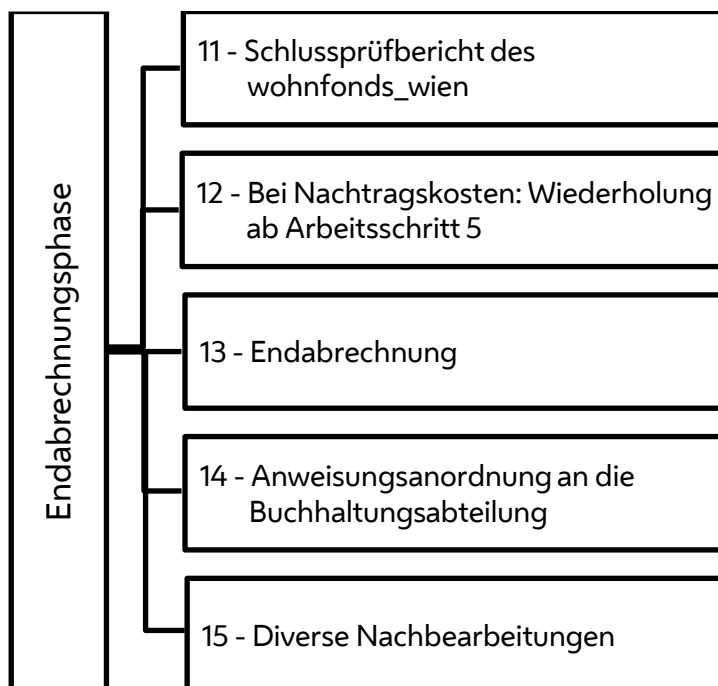 Endabrechnungsphase
11 - Schlussprüfbericht des
wohnfonds_wien
12 - Bei Nachtragskosten: Wiederholung
ab Arbeitsschritt 5
13 - Endabrechnung
14 - Anweisungsanordnung an die
Buchhaltungsabteilung
15 - Diverse Nachbearbeitungen